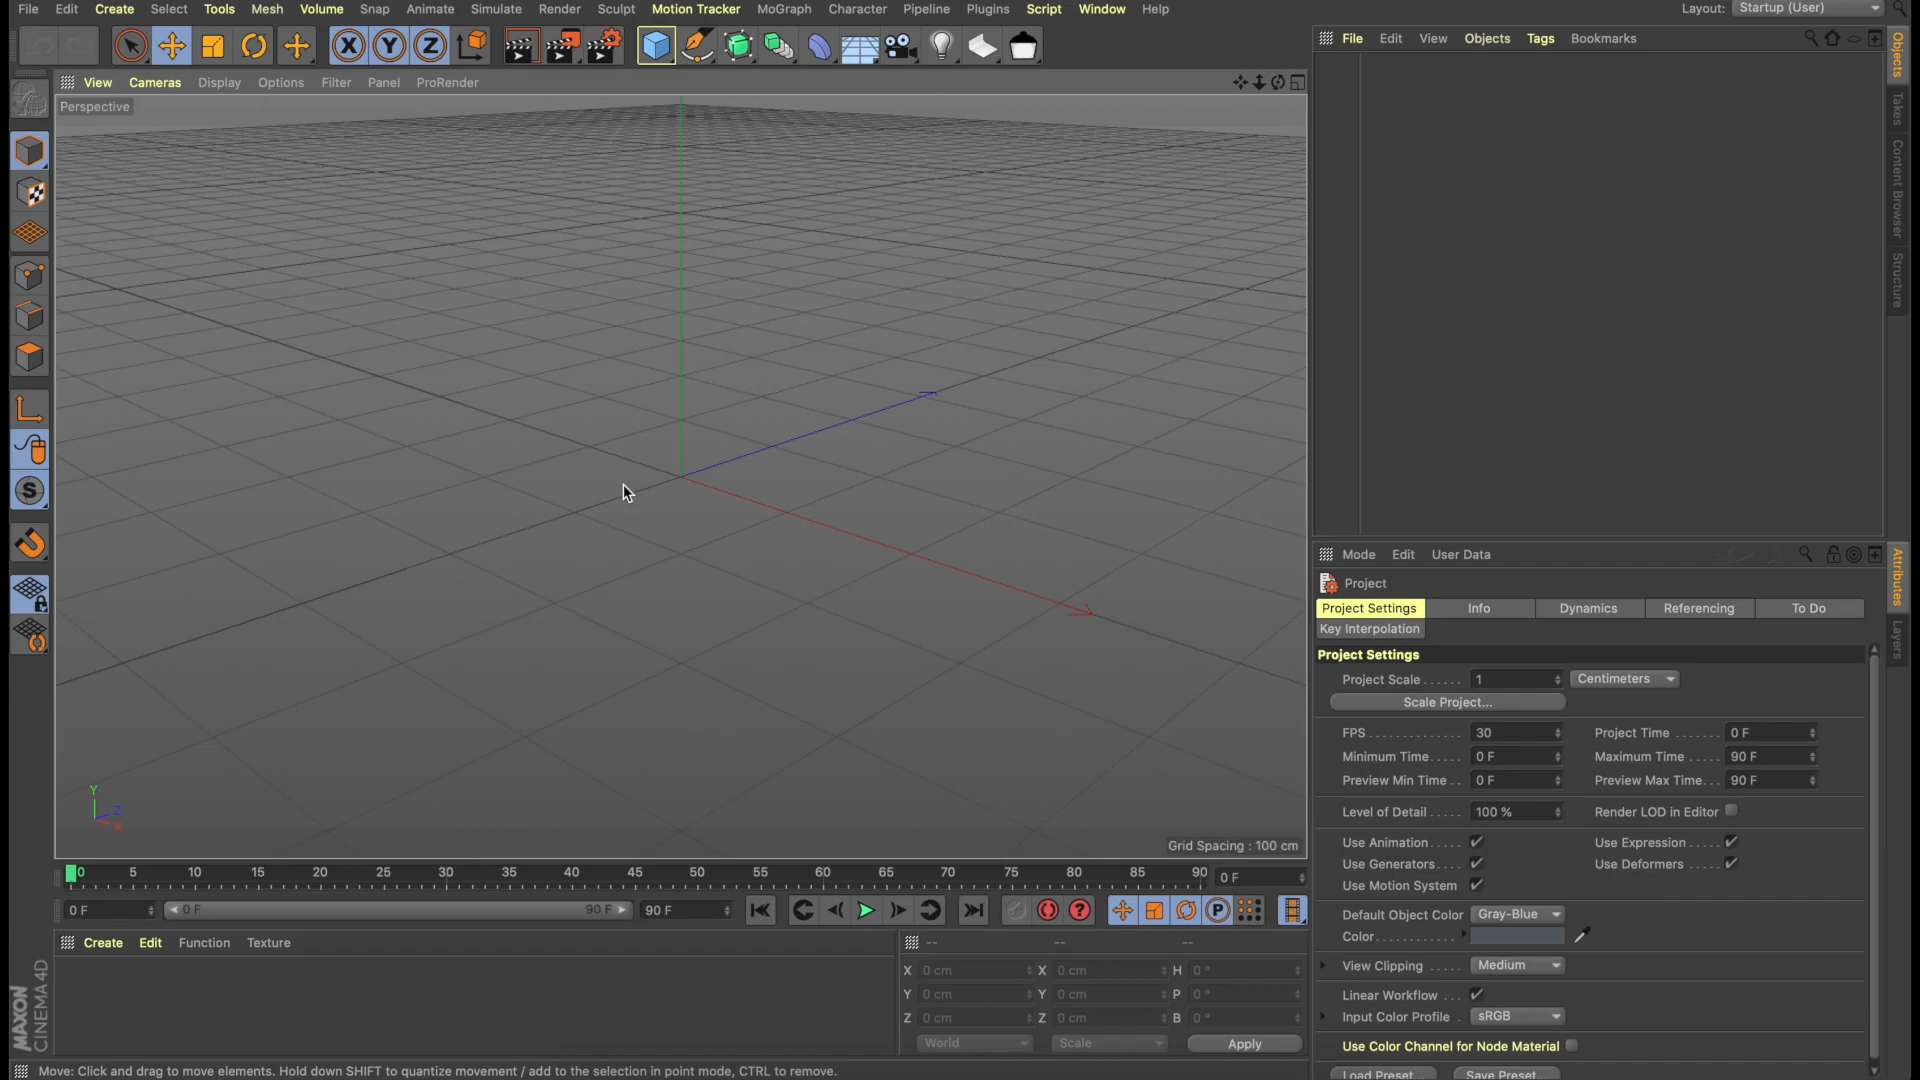 File Edit Create Select Tools Mesh Volume Snap Animate Simulate Render Sculpt Motion Tracker MoGraph Character Pipeline Plugins Script Window Help Layout: Startup (User)
X Y Z
File Edit View Objects Tags Bookmarks
Objects
Takes
Content Browser
Structure
View Cameras Display Options Filter Panel ProRender
Perspective
S
Y
Z
X
Grid Spacing : 100 cm
Mode Edit User Data
Attributes
Layers
Project
Project Settings Info Dynamics Referencing To Do
Key Interpolation
Project Settings
Project Scale ...... 1 Centimeters
Scale Project...
FPS ............. 30 Project Time ....... 0 F
Minimum Time..... 0 F Maximum Time ..... 90 F
Preview Min Time .. 0 F Preview Max Time... 90 F
Level of Detail ..... 100 % Render LOD in Editor
Use Animation.... Use Expression ....
Use Generators.... Use Deformers ....
Use Motion System
Default Object Color Gray-Blue
Color............
View Clipping ..... Medium
Linear Workflow ...
Input Color Profile . sRGB
Use Color Channel for Node Material
Load Preset... Save Preset...
0 5 10 15 20 25 30 35 40 45 50 55 60 65 70 75 80 85 90 0 F
0 F 0 F 90 F 90 F ? P
Create Edit Function Texture
-- -- --
X 0 cm X 0 cm H 0 °
Y 0 cm Y 0 cm P 0 °
Z 0 cm Z 0 cm B 0 °
World Scale Apply
MAXON
CINEMA 4D
Move: Click and drag to move elements. Hold down SHIFT to quantize movement / add to the selection in point mode, CTRL to remove.